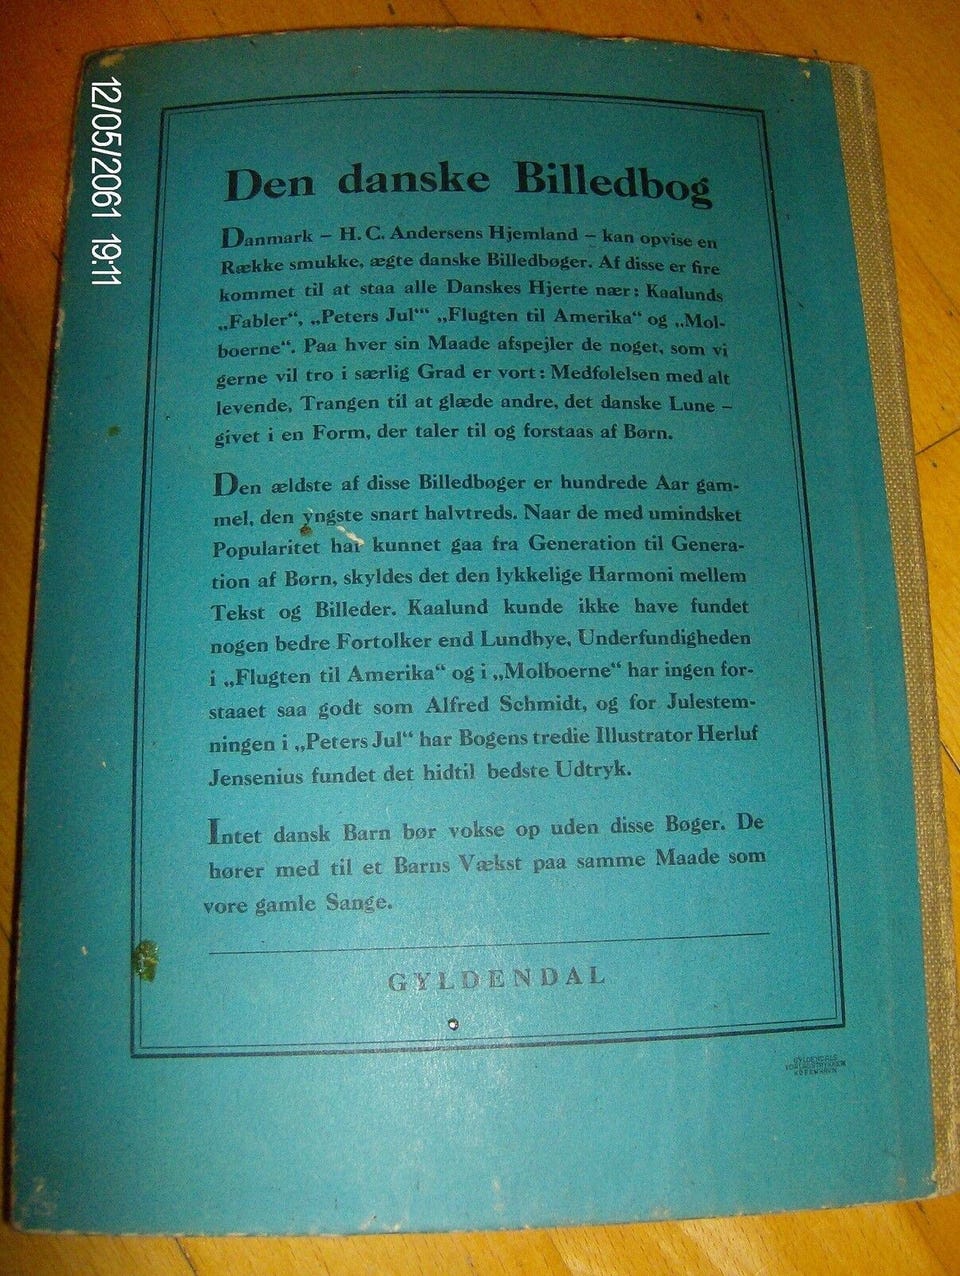 12/05/2061 19:11
Den danske Billedbog
Danmark – H. C. Andersens Hjemland – kan opvise en
Række smukke, ægte danske Billedbøger. Af disse er fire
kommet til at staa alle Danskes Hjerte nær: Kaalunds
„Fabler“, „Peters Jul“‘ „Flugten til Amerika“ og „Mol-
boerne“. Paa hver sin Maade afspejler de noget, som vi
gerne vil tro i særlig Grad er vort: Medfølelsen med alt
levende, Trangen til at glæde andre, det danske Lune –
givet i en Form, der taler til og forstaas af Børn.
Den ældste af disse Billedbøger er hundrede Aar gam-
mel, den yngste snart halvtreds. Naar de med umindsket
Popularitet har kunnet gaa fra Generation til Genera-
tion af Børn, skyldes det den lykkelige Harmoni mellem
Tekst og Billeder. Kaalund kunde ikke have fundet
nogen bedre Fortolker end Lundbye, Underfundigheden
i „Flugten til Amerika“ og i „Molboerne“ har ingen for-
staaet saa godt som Alfred Schmidt, og for Julestem-
ningen i „Peters Jul“ har Bogens tredie Illustrator Herluf
Jensenius fundet det hidtil bedste Udtryk.
Intet dansk Barn bør vokse op uden disse Bøger. De
hører med til et Barns Vækst paa samme Maade som
vore gamle Sange.
GYLDENDAL
GYLDENDALS
FORLAGSTRYKKERI
KØBENHAVN